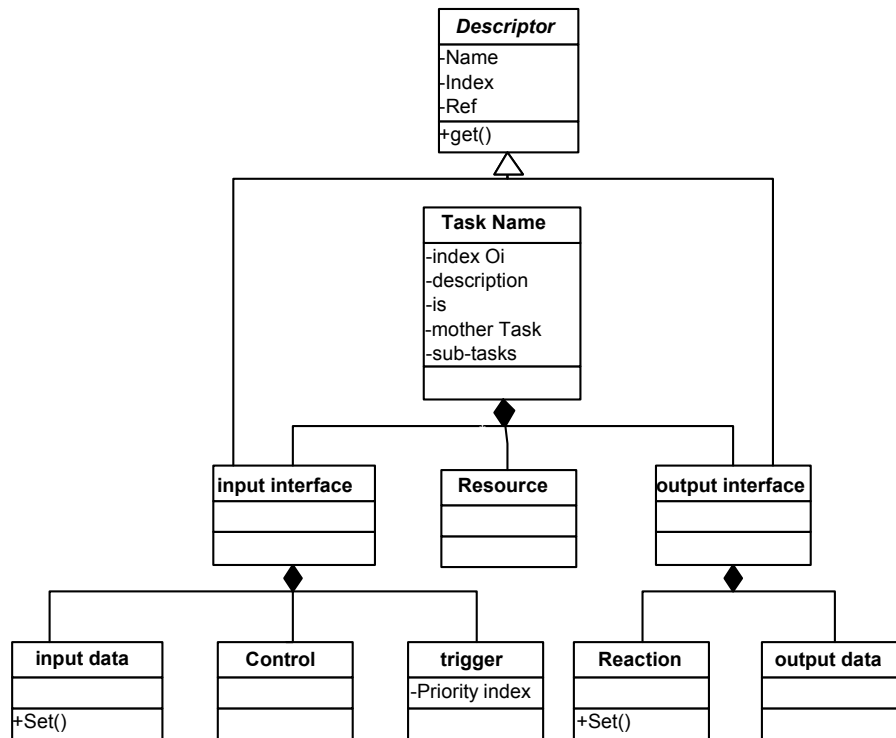 Descriptor
-Name
-Index
-Ref
+get()
Task Name
-index Oi
-description
-is
-mother Task
-sub-tasks
input interface
Resource
output interface
input data
+Set()
Control
trigger
-Priority index
Reaction
+Set()
output data